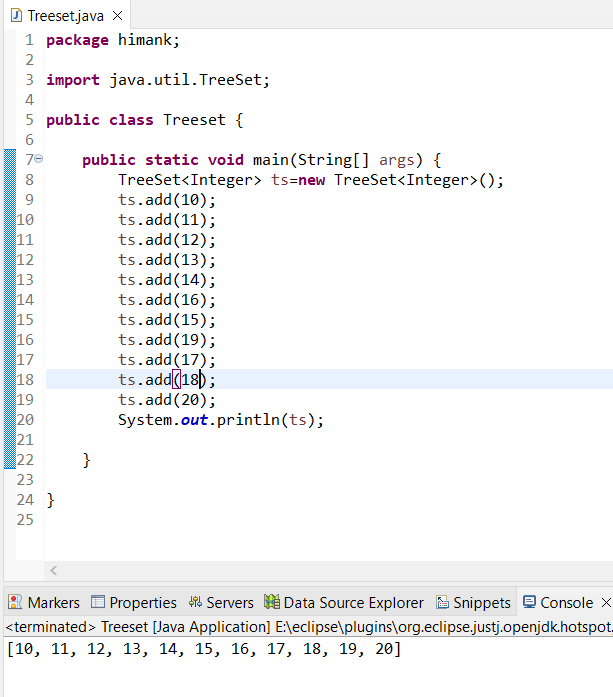 Treeset.java
1 package himank;
2
3 import java.util.TreeSet;
4
5 public class Treeset {
6
7 public static void main(String[] args) {
8 TreeSet<Integer> ts=new TreeSet<Integer>();
9 ts.add(10);
10 ts.add(11);
11 ts.add(12);
12 ts.add(13);
13 ts.add(14);
14 ts.add(16);
15 ts.add(15);
16 ts.add(19);
17 ts.add(17);
18 ts.add(18);
19 ts.add(20);
20 System.out.println(ts);
21
22 }
23
24 }
25
Markers Properties Servers Data Source Explorer Snippets Console
<terminated> Treeset [Java Application] E:\eclipse\plugins\org.eclipse.justj.openjdk.hotspot.
[10, 11, 12, 13, 14, 15, 16, 17, 18, 19, 20]